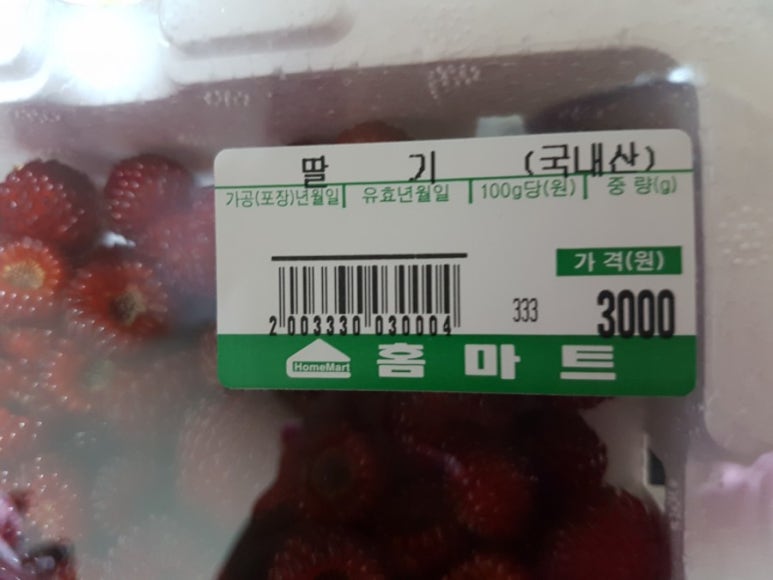 딸 기 (국내산)
가공(포장)년월일 유효년월일 100g당(원) 중 량(g)
가 격(원)
333 3000
2 003330 030004
HomeMart 홈 마 트